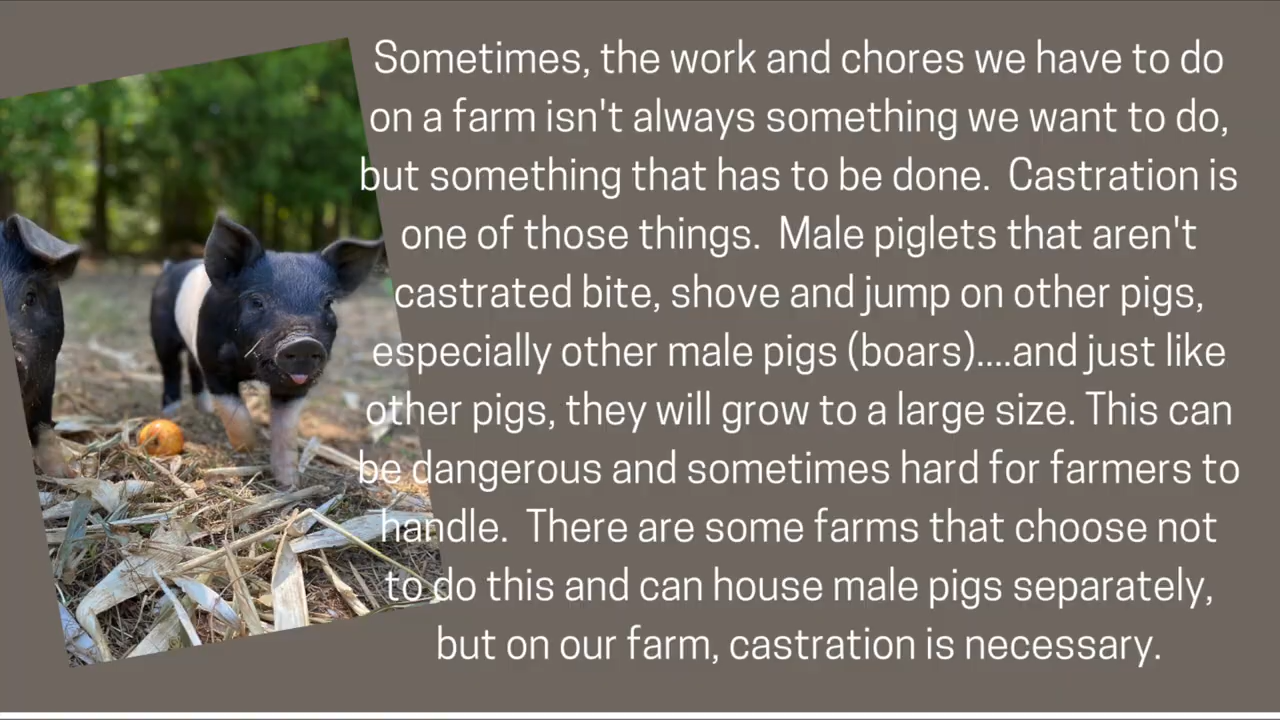 Sometimes, the work and chores we have to do
on a farm isn't always something we want to do,
but something that has to be done.  Castration is
one of those things.  Male piglets that aren't
castrated bite, shove and jump on other pigs,
especially other male pigs (boars)....and just like
other pigs, they will grow to a large size. This can
be dangerous and sometimes hard for farmers to
handle.  There are some farms that choose not
to do this and can house male pigs separately,
but on our farm, castration is necessary.